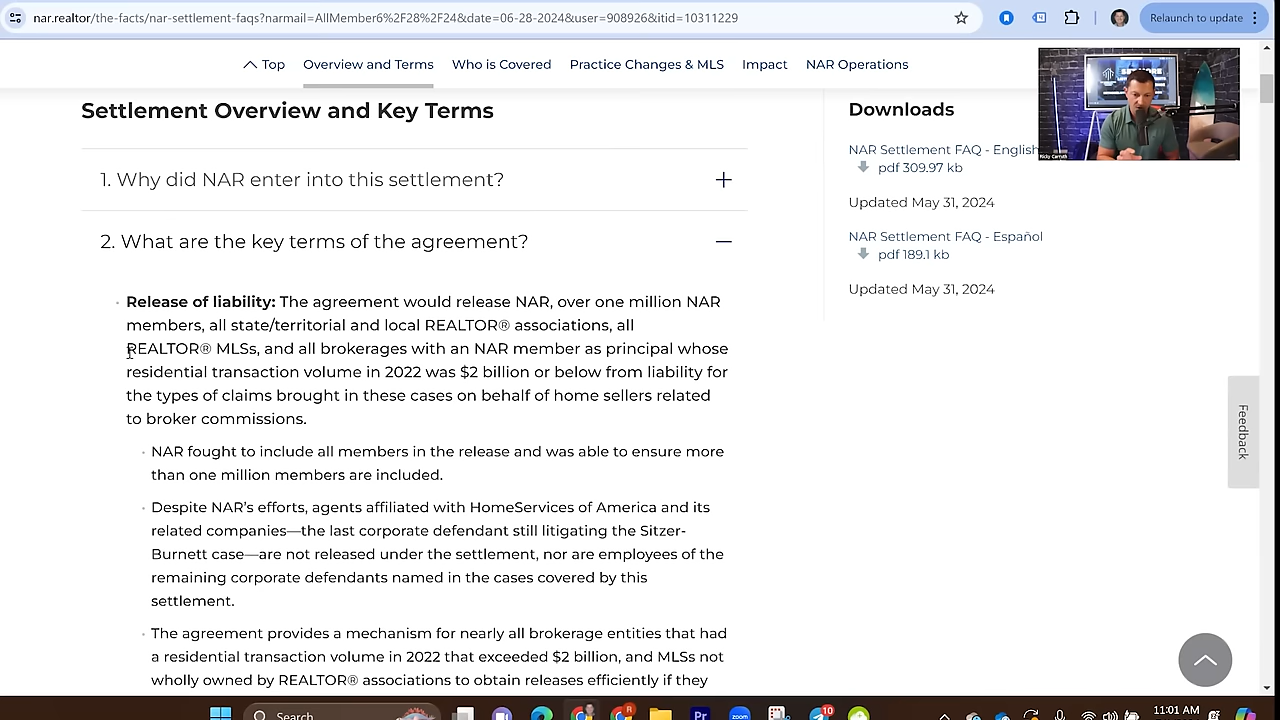 nar.realtor/the-facts/nar-settlement-faqs?narmail=AllMember6%2F28%2F24&date=06-28-2024&user=908926&itid=10311229
Relaunch to update
Top
Overview and Terms
Who is Covered
Practice Changes & MLS
Impact
NAR Operations
Settlement Overview and Key Terms
1. Why did NAR enter into this settlement?
2. What are the key terms of the agreement?
Release of liability: The agreement would release NAR, over one million NAR
members, all state/territorial and local REALTOR® associations, all
REALTOR® MLSs, and all brokerages with an NAR member as principal whose
residential transaction volume in 2022 was $2 billion or below from liability for
the types of claims brought in these cases on behalf of home sellers related
to broker commissions.
NAR fought to include all members in the release and was able to ensure more
than one million members are included.
Despite NAR's efforts, agents affiliated with HomeServices of America and its
related companies—the last corporate defendant still litigating the Sitzer-
Burnett case—are not released under the settlement, nor are employees of the
remaining corporate defendants named in the cases covered by this
settlement.
The agreement provides a mechanism for nearly all brokerage entities that had
a residential transaction volume in 2022 that exceeded $2 billion, and MLSs not
wholly owned by REALTOR® associations to obtain releases efficiently if they
Downloads
NAR Settlement FAQ - English
pdf 309.97 kb
Updated May 31, 2024
NAR Settlement FAQ - Español
pdf 189.1 kb
Updated May 31, 2024
Ricky Carruth
Feedback
Search
Pr
zoom
10
11:01 AM